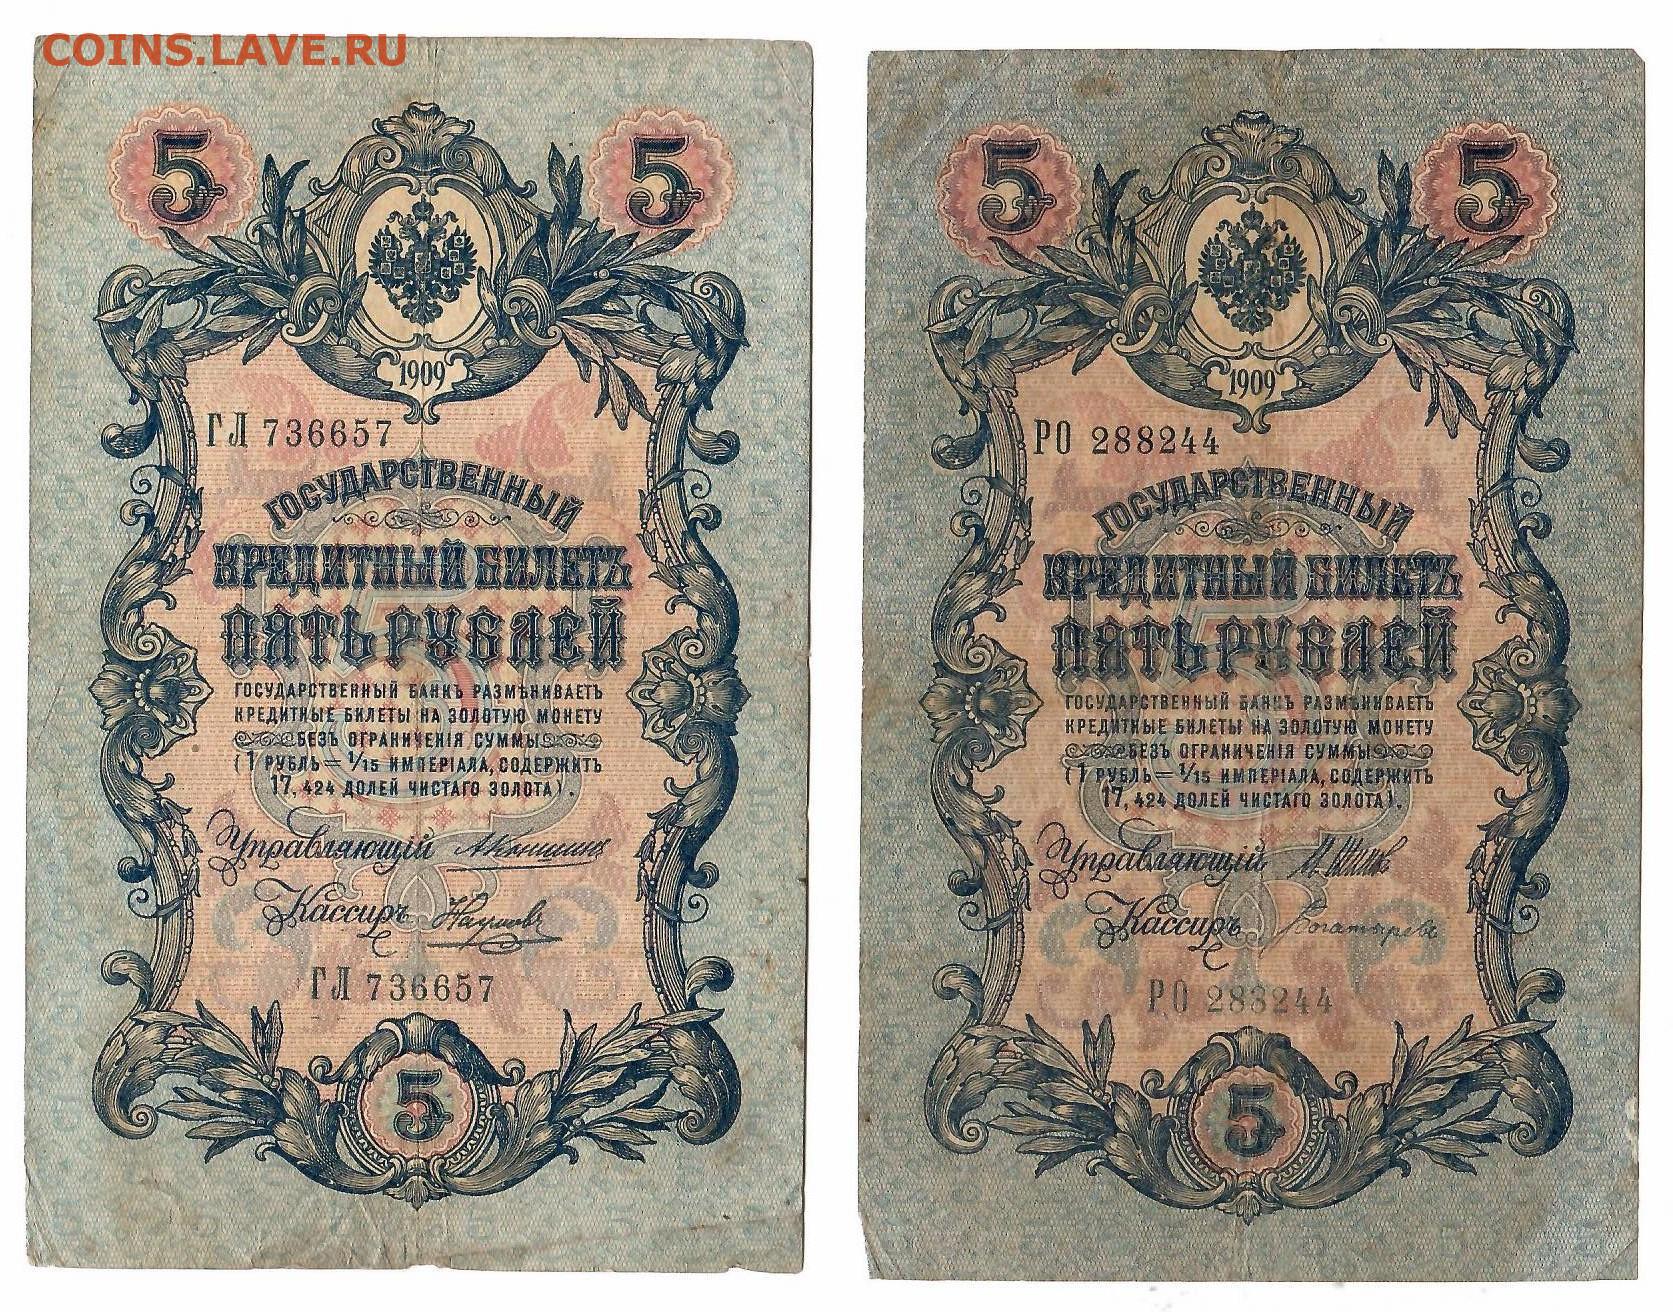 COINS.LAVE.RU
5 5
1909
ГЛ 736657
ГОСУДАРСТВЕННЫЙ
КРЕДИТНЫЙ БИЛЕТЪ
ПЯТЬ РУБЛЕЙ
ГОСУДАРСТВЕННЫЙ БАНКЪ РАЗМѢНИВАЕТЪ
КРЕДИТНЫЕ БИЛЕТЫ НА ЗОЛОТУЮ МОНЕТУ
БЕЗЪ ОГРАНИЧЕНІЯ СУММЫ
(1 РУБЛЬ = 1/15 ИМПЕРІАЛА, СОДЕРЖИТЪ
17,424 ДОЛЕЙ ЧИСТАГО ЗОЛОТА).
Управляющій АКоншинъ
Кассиръ Наумовъ
ГЛ 736657
5
5 5
1909
РО 288244
ГОСУДАРСТВЕННЫЙ
КРЕДИТНЫЙ БИЛЕТЪ
ПЯТЬ РУБЛЕЙ
ГОСУДАРСТВЕННЫЙ БАНКЪ РАЗМѢНИВАЕТЪ
КРЕДИТНЫЕ БИЛЕТЫ НА ЗОЛОТУЮ МОНЕТУ
БЕЗЪ ОГРАНИЧЕНІЯ СУММЫ
(1 РУБЛЬ = 1/15 ИМПЕРІАЛА, СОДЕРЖИТЪ
17,424 ДОЛЕЙ ЧИСТАГО ЗОЛОТА).
Управляющій ИШиповъ
Кассиръ Богатыревъ
РО 288244
5